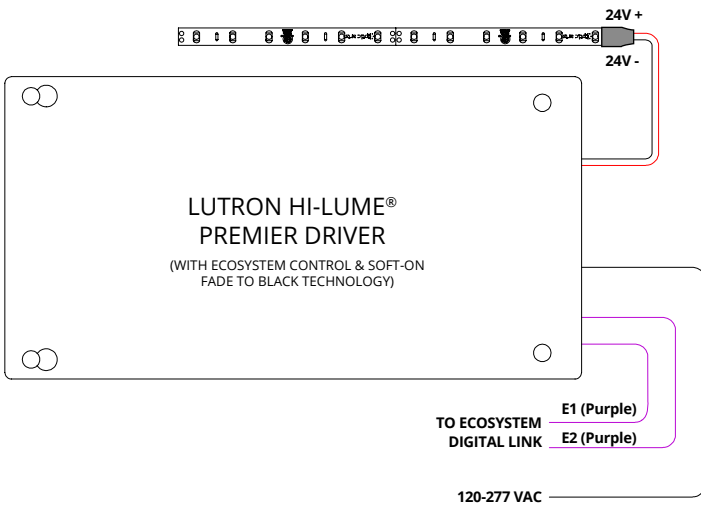 24V +
24V -
LUTRON HI-LUME®
PREMIER DRIVER
(WITH ECOSYSTEM CONTROL & SOFT-ON
FADE TO BLACK TECHNOLOGY)
E1 (Purple)
TO ECOSYSTEM
DIGITAL LINK
E2 (Purple)
120-277 VAC